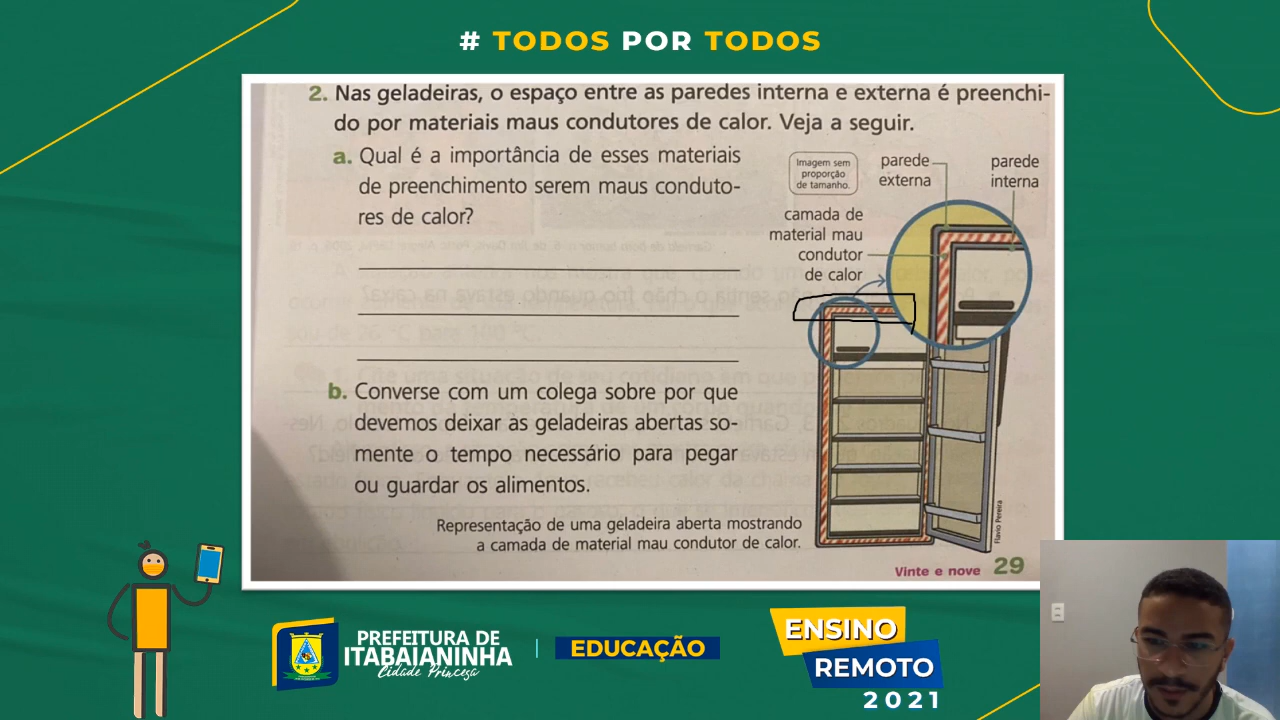 # TODOS POR TODOS
2. Nas geladeiras, o espaço entre as paredes interna e externa é preenchi-
do por materiais maus condutores de calor. Veja a seguir.
a. Qual é a importância de esses materiais
de preenchimento serem maus conduto-
res de calor?
Imagem sem
proporção
de tamanho.
parede
externa
parede
interna
camada de
material mau
condutor
de calor
b. Converse com um colega sobre por que
devemos deixar as geladeiras abertas so-
mente o tempo necessário para pegar
ou guardar os alimentos.
Representação de uma geladeira aberta mostrando
a camada de material mau condutor de calor.
Flavio Pereira
Vinte e nove 29
PREFEITURA DE
ITABAIANINHA
Cidade Princesa
EDUCAÇÃO
ENSINO
REMOTO
2021